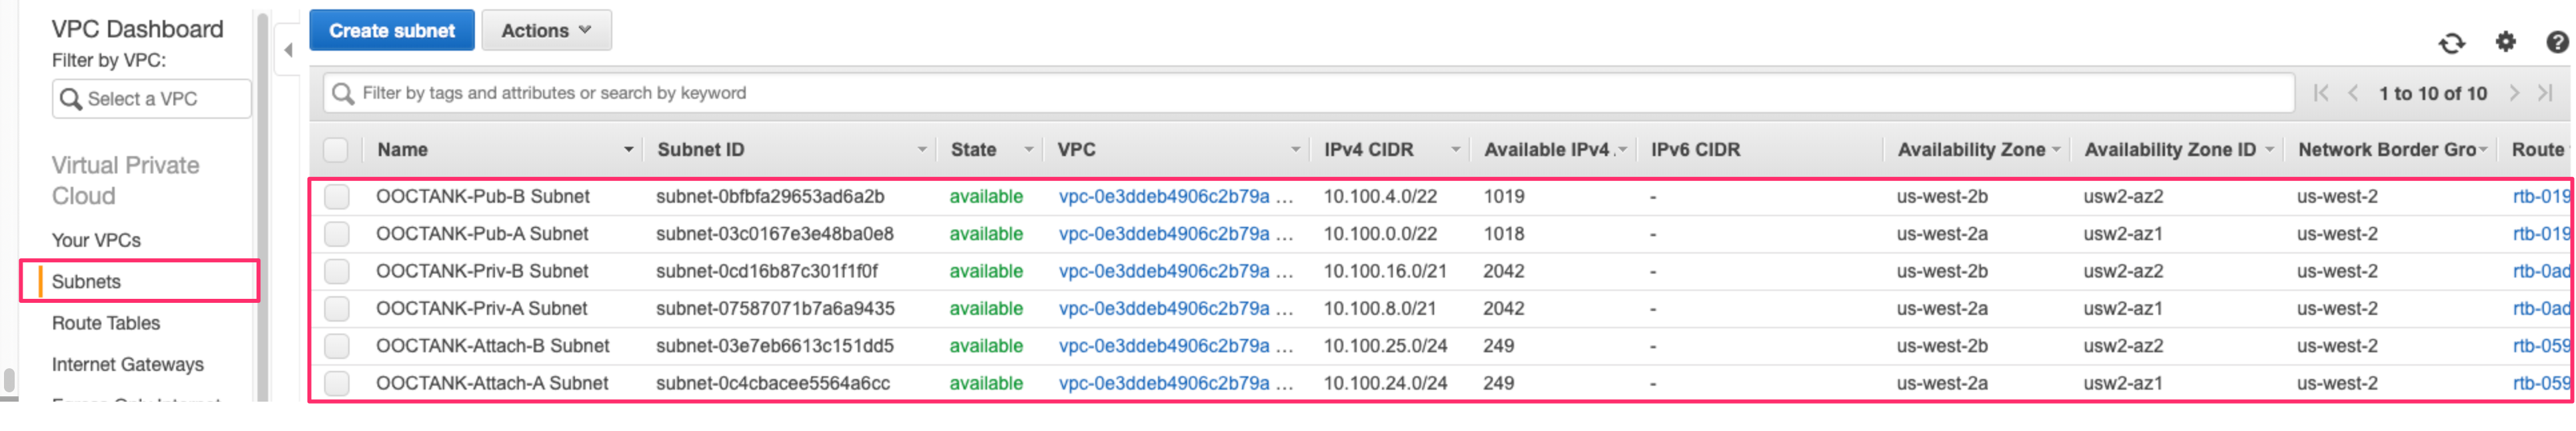 VPC Dashboard
Filter by VPC:
Select a VPC
Virtual Private
Cloud
Your VPCs
Subnets
Route Tables
Internet Gateways
Create subnet Actions
Filter by tags and attributes or search by keyword 1 to 10 of 10
Name Subnet ID State VPC IPv4 CIDR Available IPv4 IPv6 CIDR Availability Zone Availability Zone ID Network Border Gro Route
OOCTANK-Pub-B Subnet subnet-0bfbfa29653ad6a2b available vpc-0e3ddeb4906c2b79a ... 10.100.4.0/22 1019 - us-west-2b usw2-az2 us-west-2 rtb-019
OOCTANK-Pub-A Subnet subnet-03c0167e3e48ba0e8 available vpc-0e3ddeb4906c2b79a ... 10.100.0.0/22 1018 - us-west-2a usw2-az1 us-west-2 rtb-019
OOCTANK-Priv-B Subnet subnet-0cd16b87c301f1f0f available vpc-0e3ddeb4906c2b79a ... 10.100.16.0/21 2042 - us-west-2b usw2-az2 us-west-2 rtb-0ad
OOCTANK-Priv-A Subnet subnet-07587071b7a6a9435 available vpc-0e3ddeb4906c2b79a ... 10.100.8.0/21 2042 - us-west-2a usw2-az1 us-west-2 rtb-0ad
OOCTANK-Attach-B Subnet subnet-03e7eb6613c151dd5 available vpc-0e3ddeb4906c2b79a ... 10.100.25.0/24 249 - us-west-2b usw2-az2 us-west-2 rtb-059
OOCTANK-Attach-A Subnet subnet-0c4cbacee5564a6cc available vpc-0e3ddeb4906c2b79a ... 10.100.24.0/24 249 - us-west-2a usw2-az1 us-west-2 rtb-059